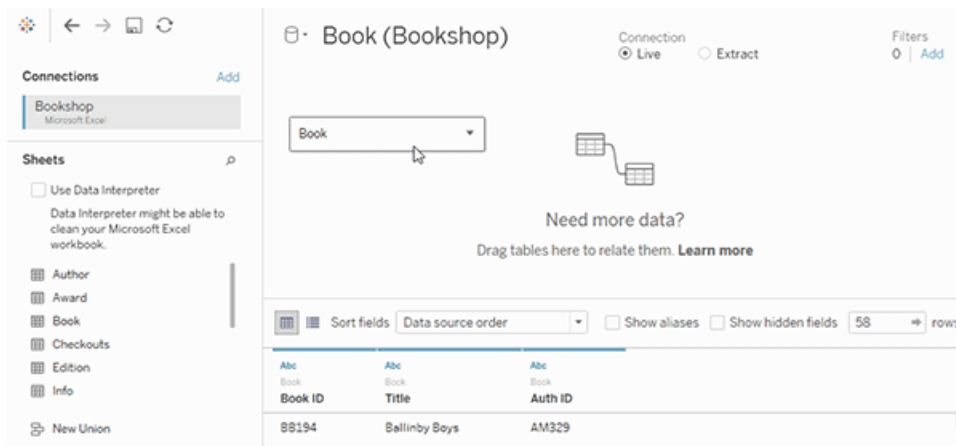 Book (Bookshop)
Connection
Live
Extract
Filters
0 | Add
Connections
Add
Bookshop
Microsoft Excel
Book
Sheets
Use Data Interpreter
Data Interpreter might be able to
clean your Microsoft Excel
workbook.
Author
Award
Book
Checkouts
Edition
Info
New Union
Need more data?
Drag tables here to relate them. Learn more
Sort fields
Data source order
Show aliases
Show hidden fields
58
rows
Abc
Abc
Abc
Book
Book
Book
Book ID
Title
Auth ID
BB194
Ballinby Boys
AM329